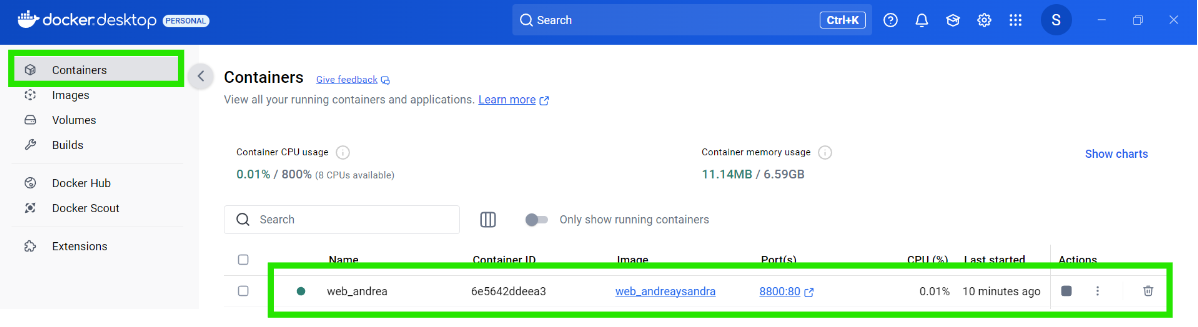 docker.desktop PERSONAL Search Ctrl+K S
Containers
Images
Volumes
Builds
Docker Hub
Docker Scout
Extensions
Containers Give feedback
View all your running containers and applications. Learn more
Container CPU usage
0.01% / 800% (8 CPUs available)
Container memory usage
11.14MB / 6.59GB
Show charts
Search
Only show running containers
Name Container ID Image Port(s) CPU (%) Last started Actions
web_andrea 6e5642ddeea3 web_andreaysandra 8800:80 0.01% 10 minutes ago